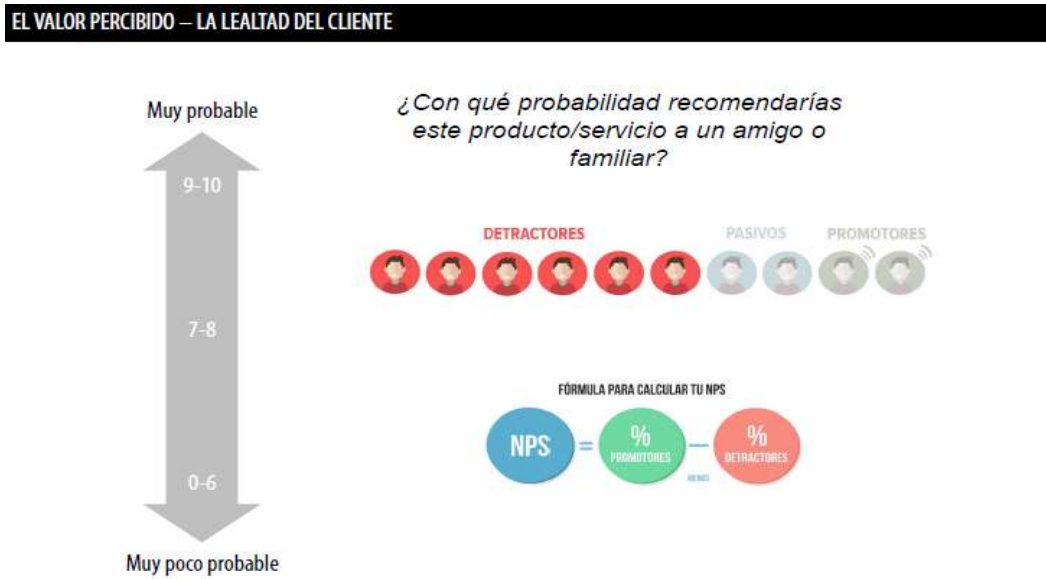 EL VALOR PERCIBIDO – LA LEALTAD DEL CLIENTE
Muy probable
9-10
7-8
0-6
Muy poco probable
¿Con qué probabilidad recomendarías
este producto/servicio a un amigo o
familiar?
DETRACTORES
PASIVOS
PROMOTORES
FÓRMULA PARA CALCULAR TU NPS
NPS = % PROMOTORES — % DETRACTORES
MENOS